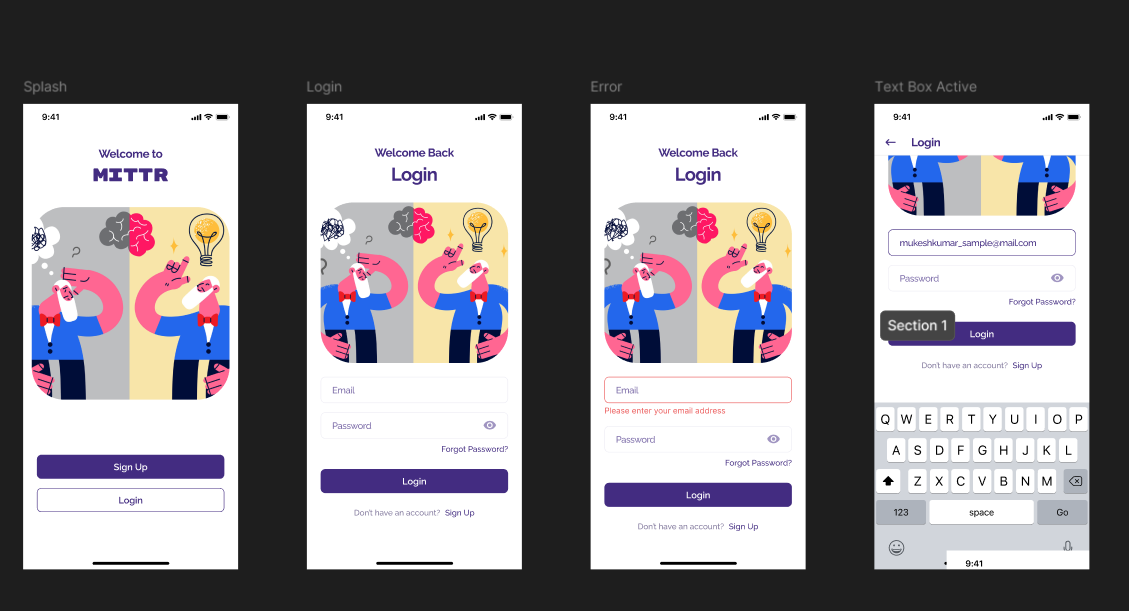 Splash
9:41
Welcome to
MITTR
?
Sign Up
Login
Login
9:41
Welcome Back
Login
?
?
Email
Password
Forgot Password?
Login
Don't have an account? Sign Up
Error
9:41
Welcome Back
Login
?
?
Email
Please enter your email address
Password
Forgot Password?
Login
Don't have an account? Sign Up
Text Box Active
9:41
Login
mukeshkumar_sample@mail.com
Password
Forgot Password?
Section 1
Login
Don't have an account? Sign Up
Q W E R T Y U I O P
A S D F G H J K L
Z X C V B N M
123 space Go
9:41